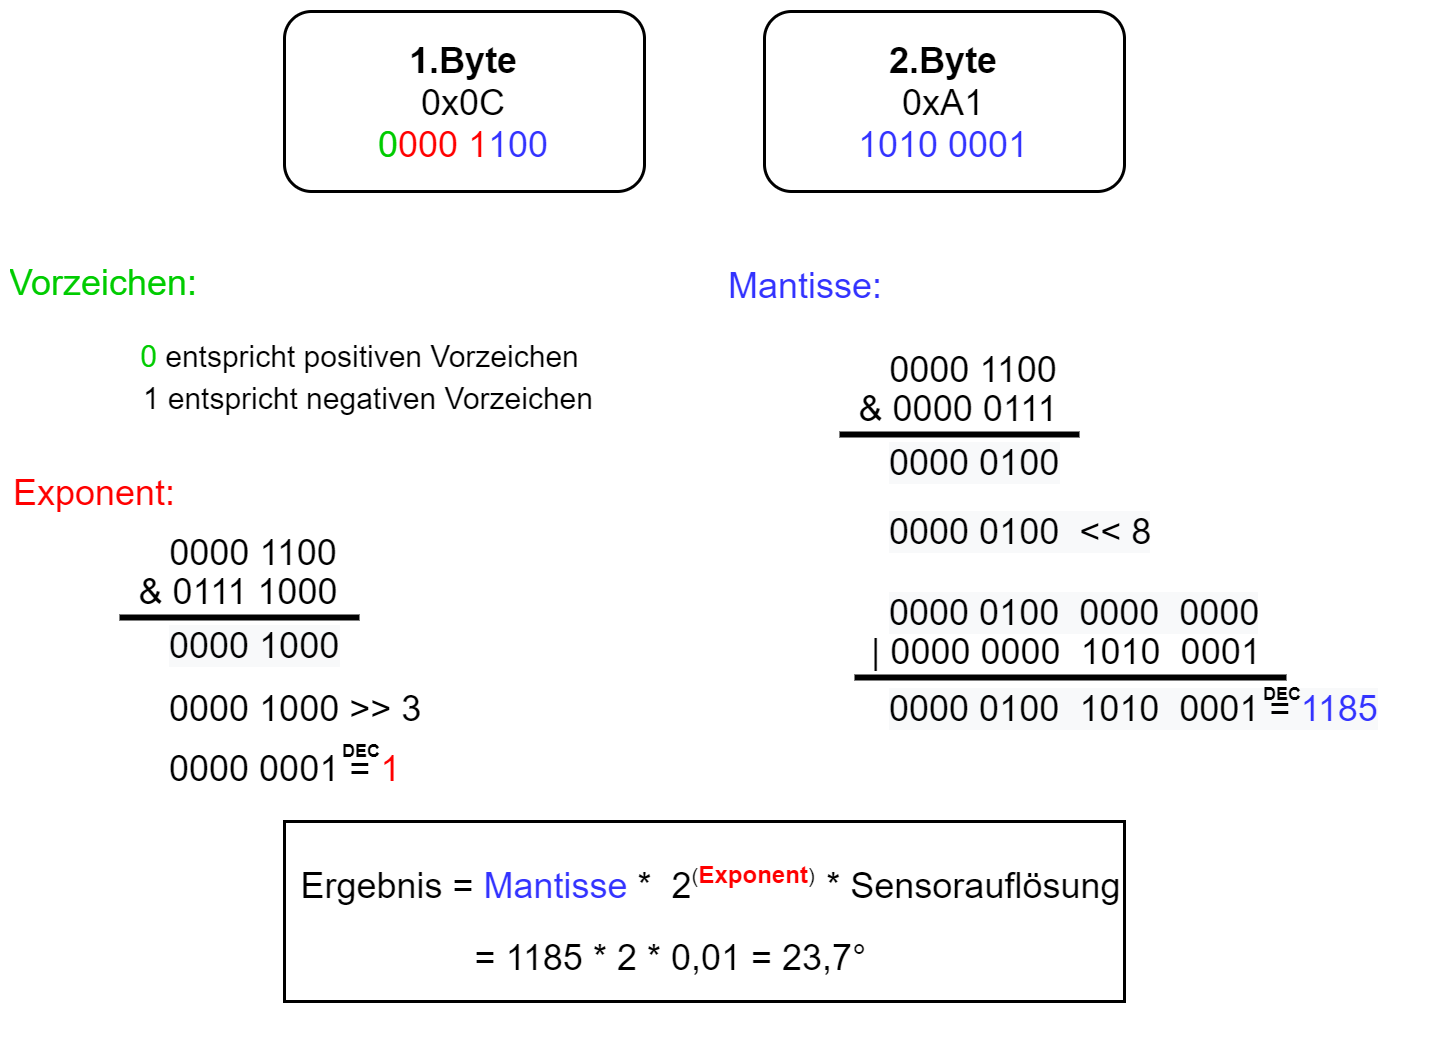 1.Byte
0x0C
0000 1100
2.Byte
0xA1
1010 0001
Vorzeichen:
0 entspricht positiven Vorzeichen
1 entspricht negativen Vorzeichen
Exponent:
0000 1100
& 0111 1000
0000 1000
0000 1000 >> 3
0000 0001 DEC = 1
Mantisse:
0000 1100
& 0000 0111
0000 0100
0000 0100 << 8
0000 0100 0000 0000
| 0000 0000 1010 0001
0000 0100 1010 0001 DEC = 1185
Ergebnis = Mantisse * 2(Exponent) * Sensorauflösung
= 1185 * 2 * 0,01 = 23,7°